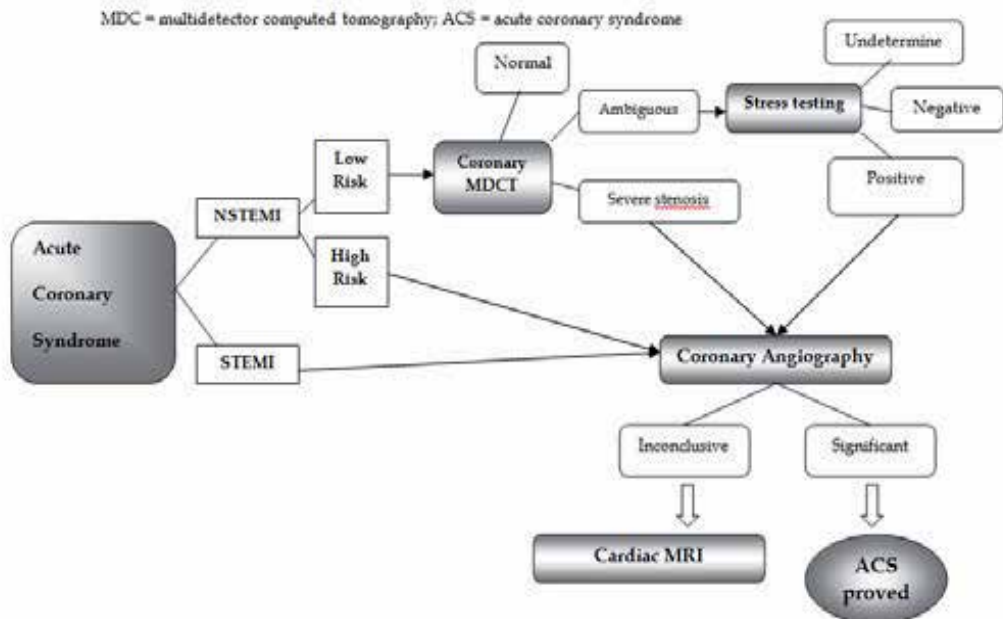 MDC = multidetector computed tomography; ACS = acute coronary syndrome
Undetermine
Normal
Ambiguous
Stress testing
Negative
Low
Risk
Coronary
MDCT
Positive
Severe stenosis
NSTEMI
High
Risk
Acute
Coronary
Syndrome
STEMI
Coronary Angiography
Inconclusive
Significant
Cardiac MRI
ACS
proved